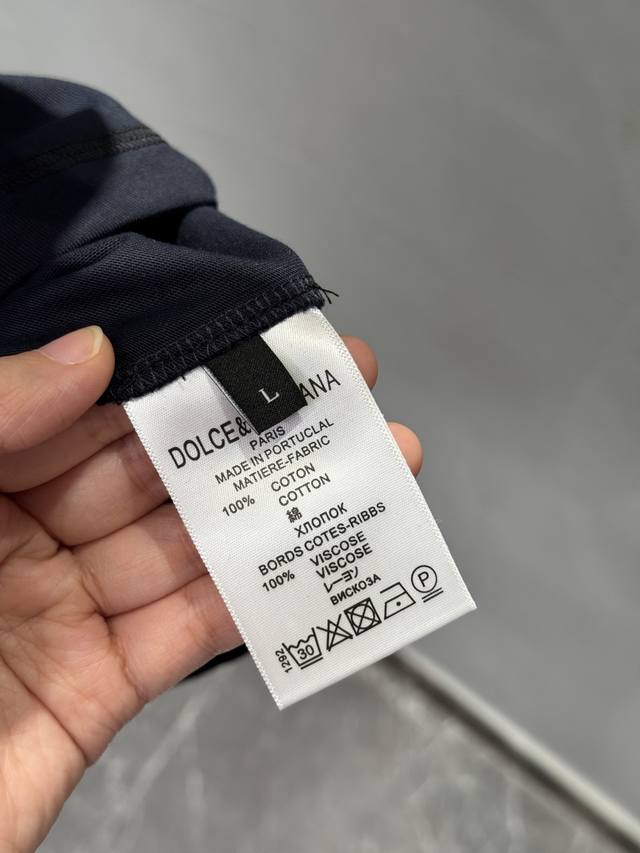 L
DOLCE& ANA
PARIS
MADE IN PORTUCLAL
MATIERE-FABRIC
100% COTON
COTTON
綿
ХЛОПОК
BORDS COTES-RIBBS
100% VISCOSE
VISCOSE
レーヨン
ВИСКОЗА
1292 30 P